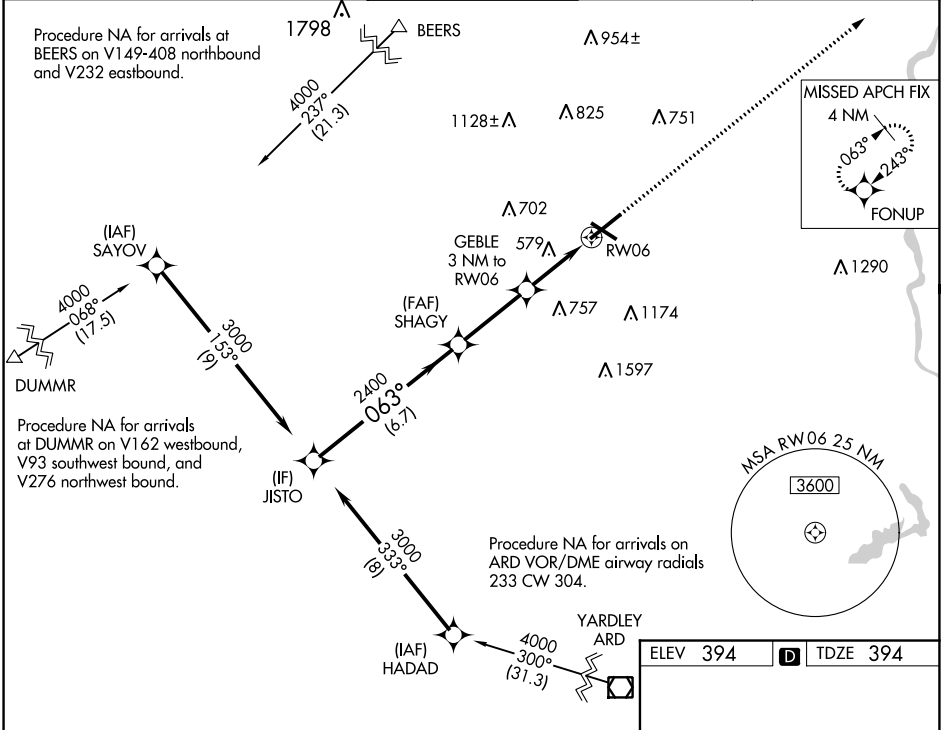 Procedure NA for arrivals at
BEERS on V149-408 northbound
and V232 eastbound.
1798
BEERS
4000
237°
(21.3)
954±
1128±
825
751
MISSED APCH FIX
4 NM
063°
243°
FONUP
702
GEBLE
3 NM to
RW06
579
RW06
(IAF)
SAYOV
1290
4000
068°
(17.5)
DUMMR
3000
153°
(9)
(FAF)
SHAGY
757
1174
1597
2400
063°
(6.7)
Procedure NA for arrivals
at DUMMR on V162 westbound,
V93 southwest bound, and
V276 northwest bound.
(IF)
JISTO
MSA RW06 25 NM
3600
3000
333°
(8)
Procedure NA for arrivals on
ARD VOR/DME airway radials
233 CW 304.
(IAF)
HADAD
4000
300°
(31.3)
YARDLEY
ARD
ELEV 394 D TDZE 394